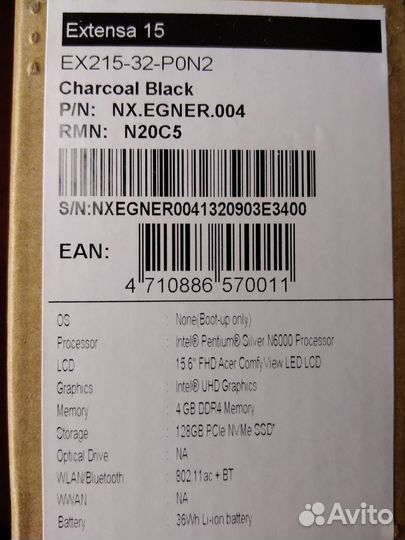 Extensa 15
EX215-32-P0N2
Charcoal Black
P/N: NX.EGNER.004
RMN: N20C5
S/N:NXEGNER0041320903E3400
EAN:
4 710886 570011
OS : None(Boot-up only)
Processor : Intel® Pentium® Silver N6000 Processor
LCD : 15.6" FHD Acer ComfyView LED LCD
Graphics : Intel® UHD Graphics
Memory : 4 GB DDR4 Memory
Storage : 128GB PCIe NVMe SSD*
Optical Drive : NA
WLAN/Bluetooth : 802.11ac + BT
WWAN : NA
Battery : 36Wh Li-ion battery
Avito